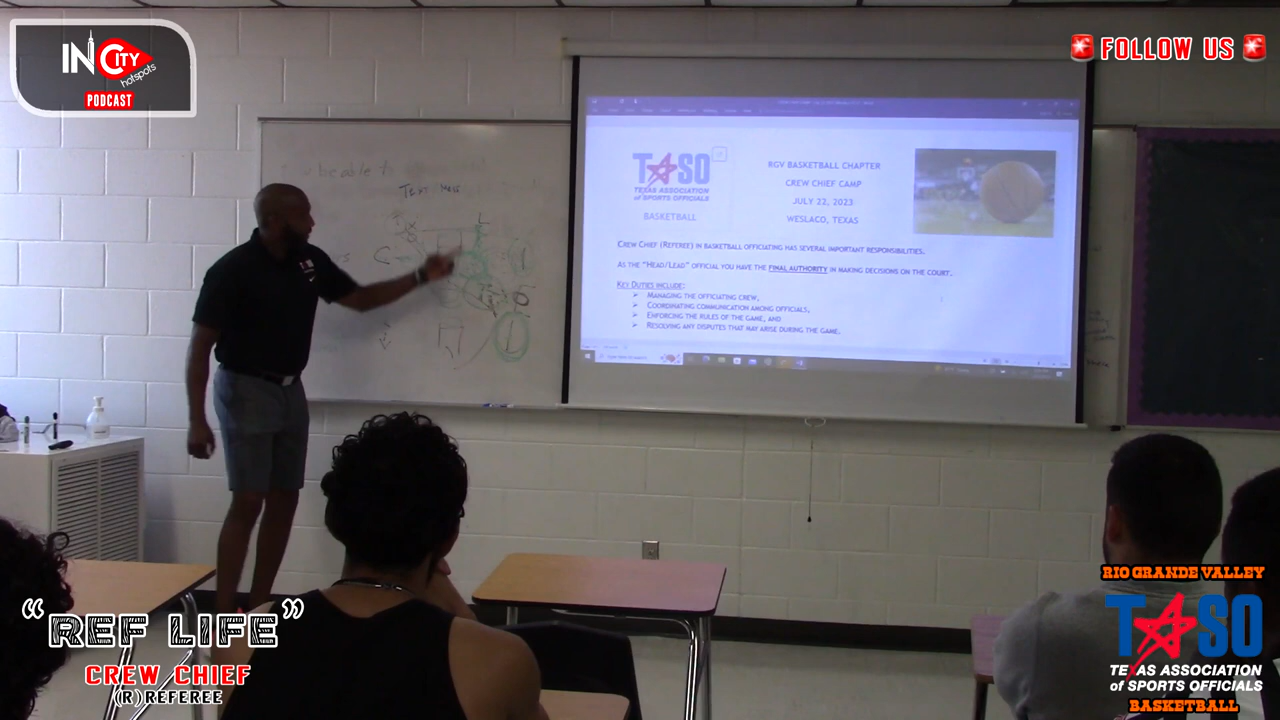 IN CITY
hotspots
PODCAST
FOLLOW US
TASO
TEXAS ASSOCIATION
of SPORTS OFFICIALS
BASKETBALL
RGV BASKETBALL CHAPTER
CREW CHIEF CAMP
JULY 22, 2023
WESLACO, TEXAS
CREW CHIEF (REFEREE) IN BASKETBALL OFFICIATING HAS SEVERAL IMPORTANT RESPONSIBILITIES.
AS THE "HEAD/LEAD" OFFICIAL YOU HAVE THE FINAL AUTHORITY IN MAKING DECISIONS ON THE COURT.
KEY DUTIES INCLUDE:
➢ MANAGING THE OFFICIATING CREW,
➢ COORDINATING COMMUNICATION AMONG OFFICIALS,
➢ ENFORCING THE RULES OF THE GAME, AND
➢ RESOLVING ANY DISPUTES THAT MAY ARISE DURING THE GAME.
be able to
L
C
"REF LIFE"
CREW CHIEF
(R)REFEREE
RIO GRANDE VALLEY
TASO
TEXAS ASSOCIATION
of SPORTS OFFICIALS
BASKETBALL